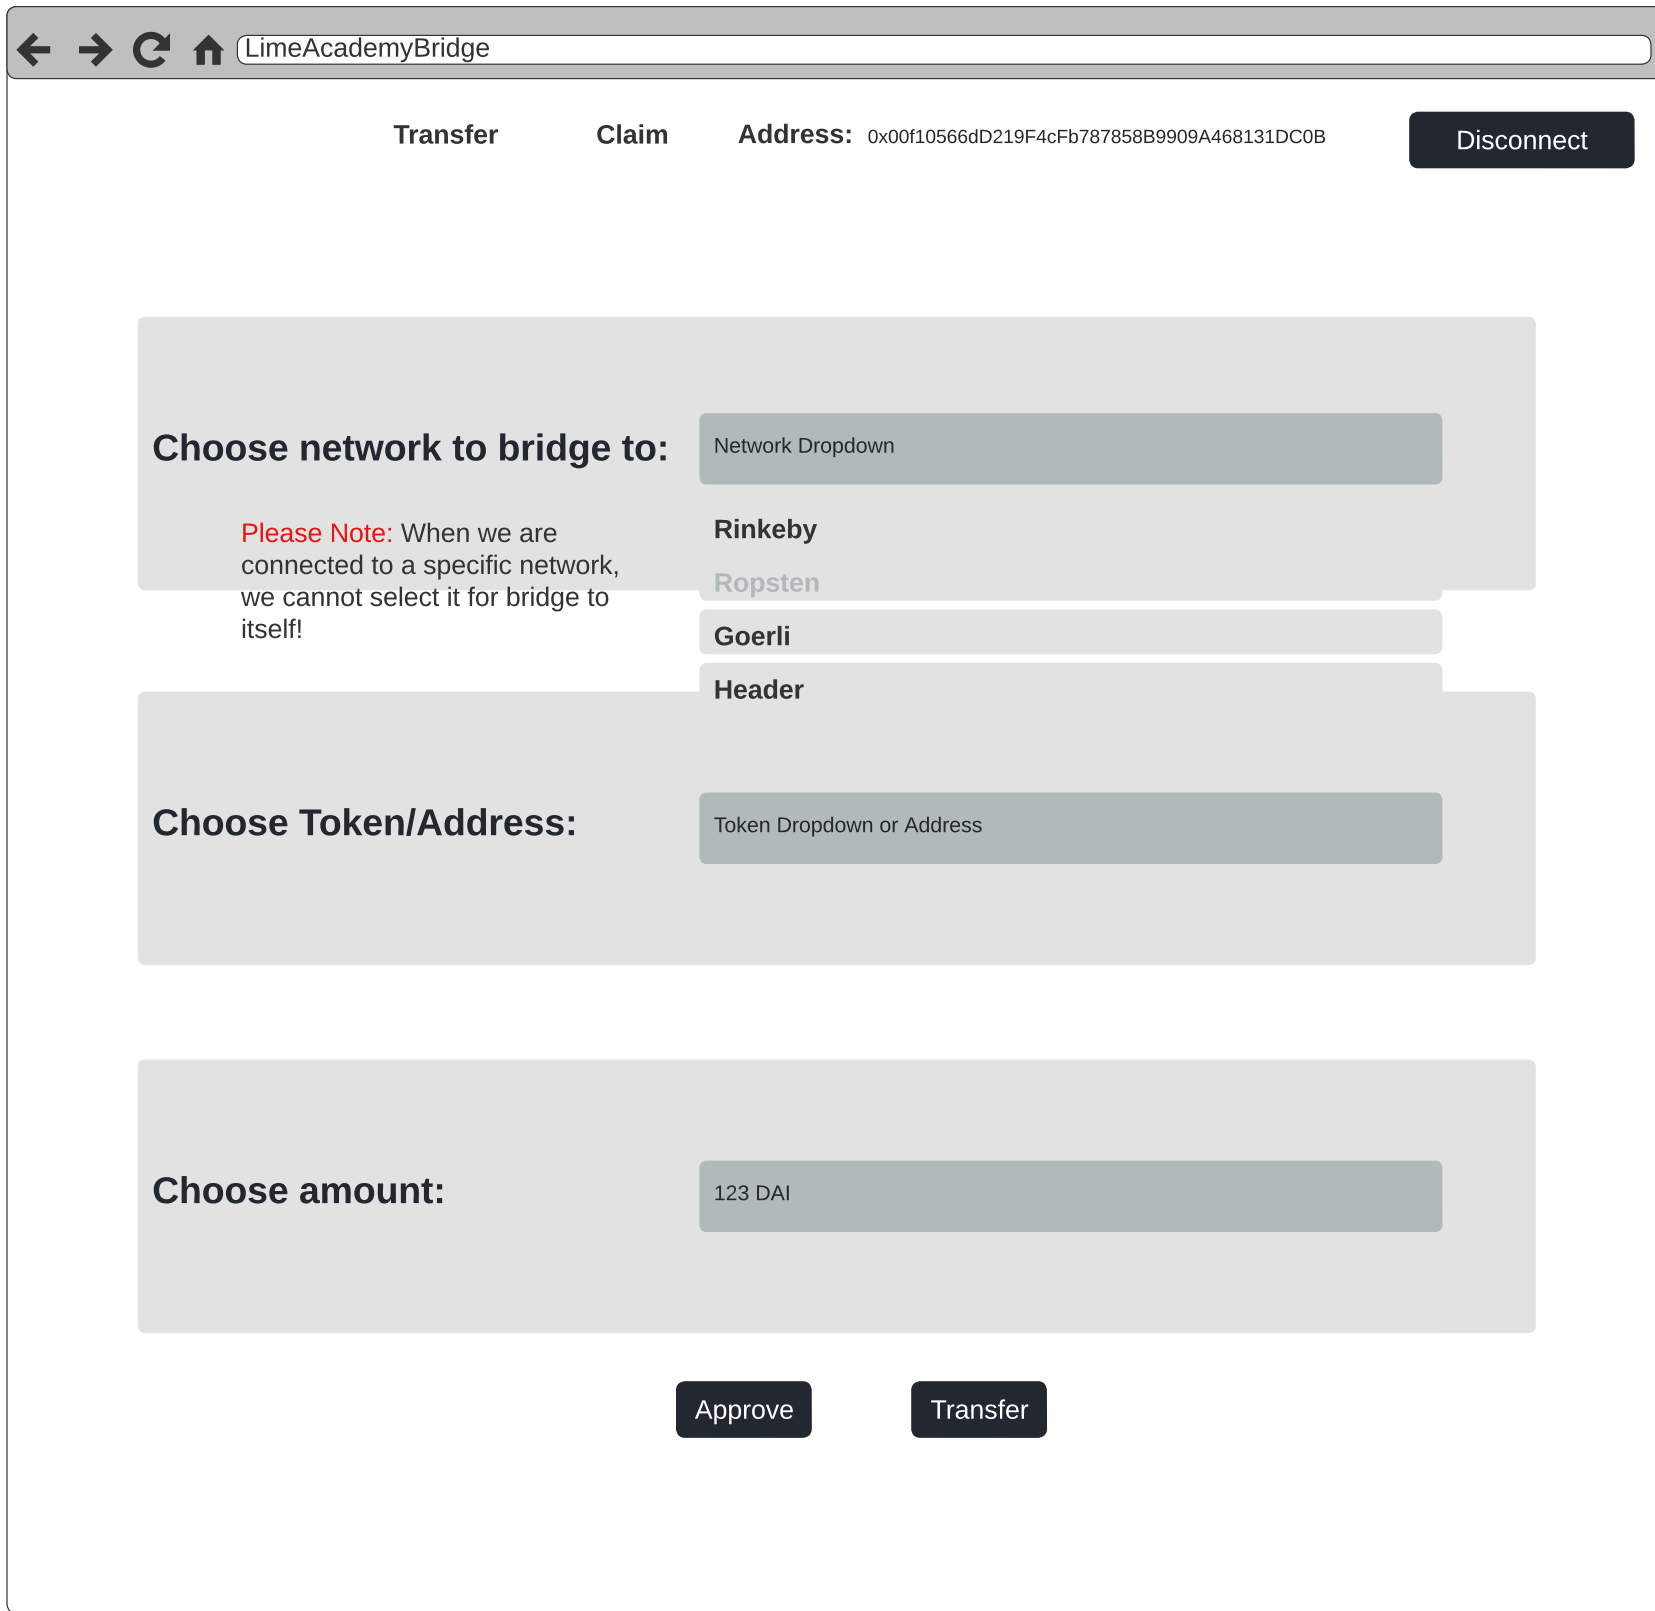 LimeAcademyBridge
Transfer
Claim
Address: 0x00f10566dD219F4cFb787858B9909A468131DC0B
Disconnect
Choose network to bridge to:
Network Dropdown
Please Note: When we are
connected to a specific network,
we cannot select it for bridge to
itself!
Rinkeby
Ropsten
Goerli
Header
Choose Token/Address:
Token Dropdown or Address
Choose amount:
123 DAI
Approve
Transfer